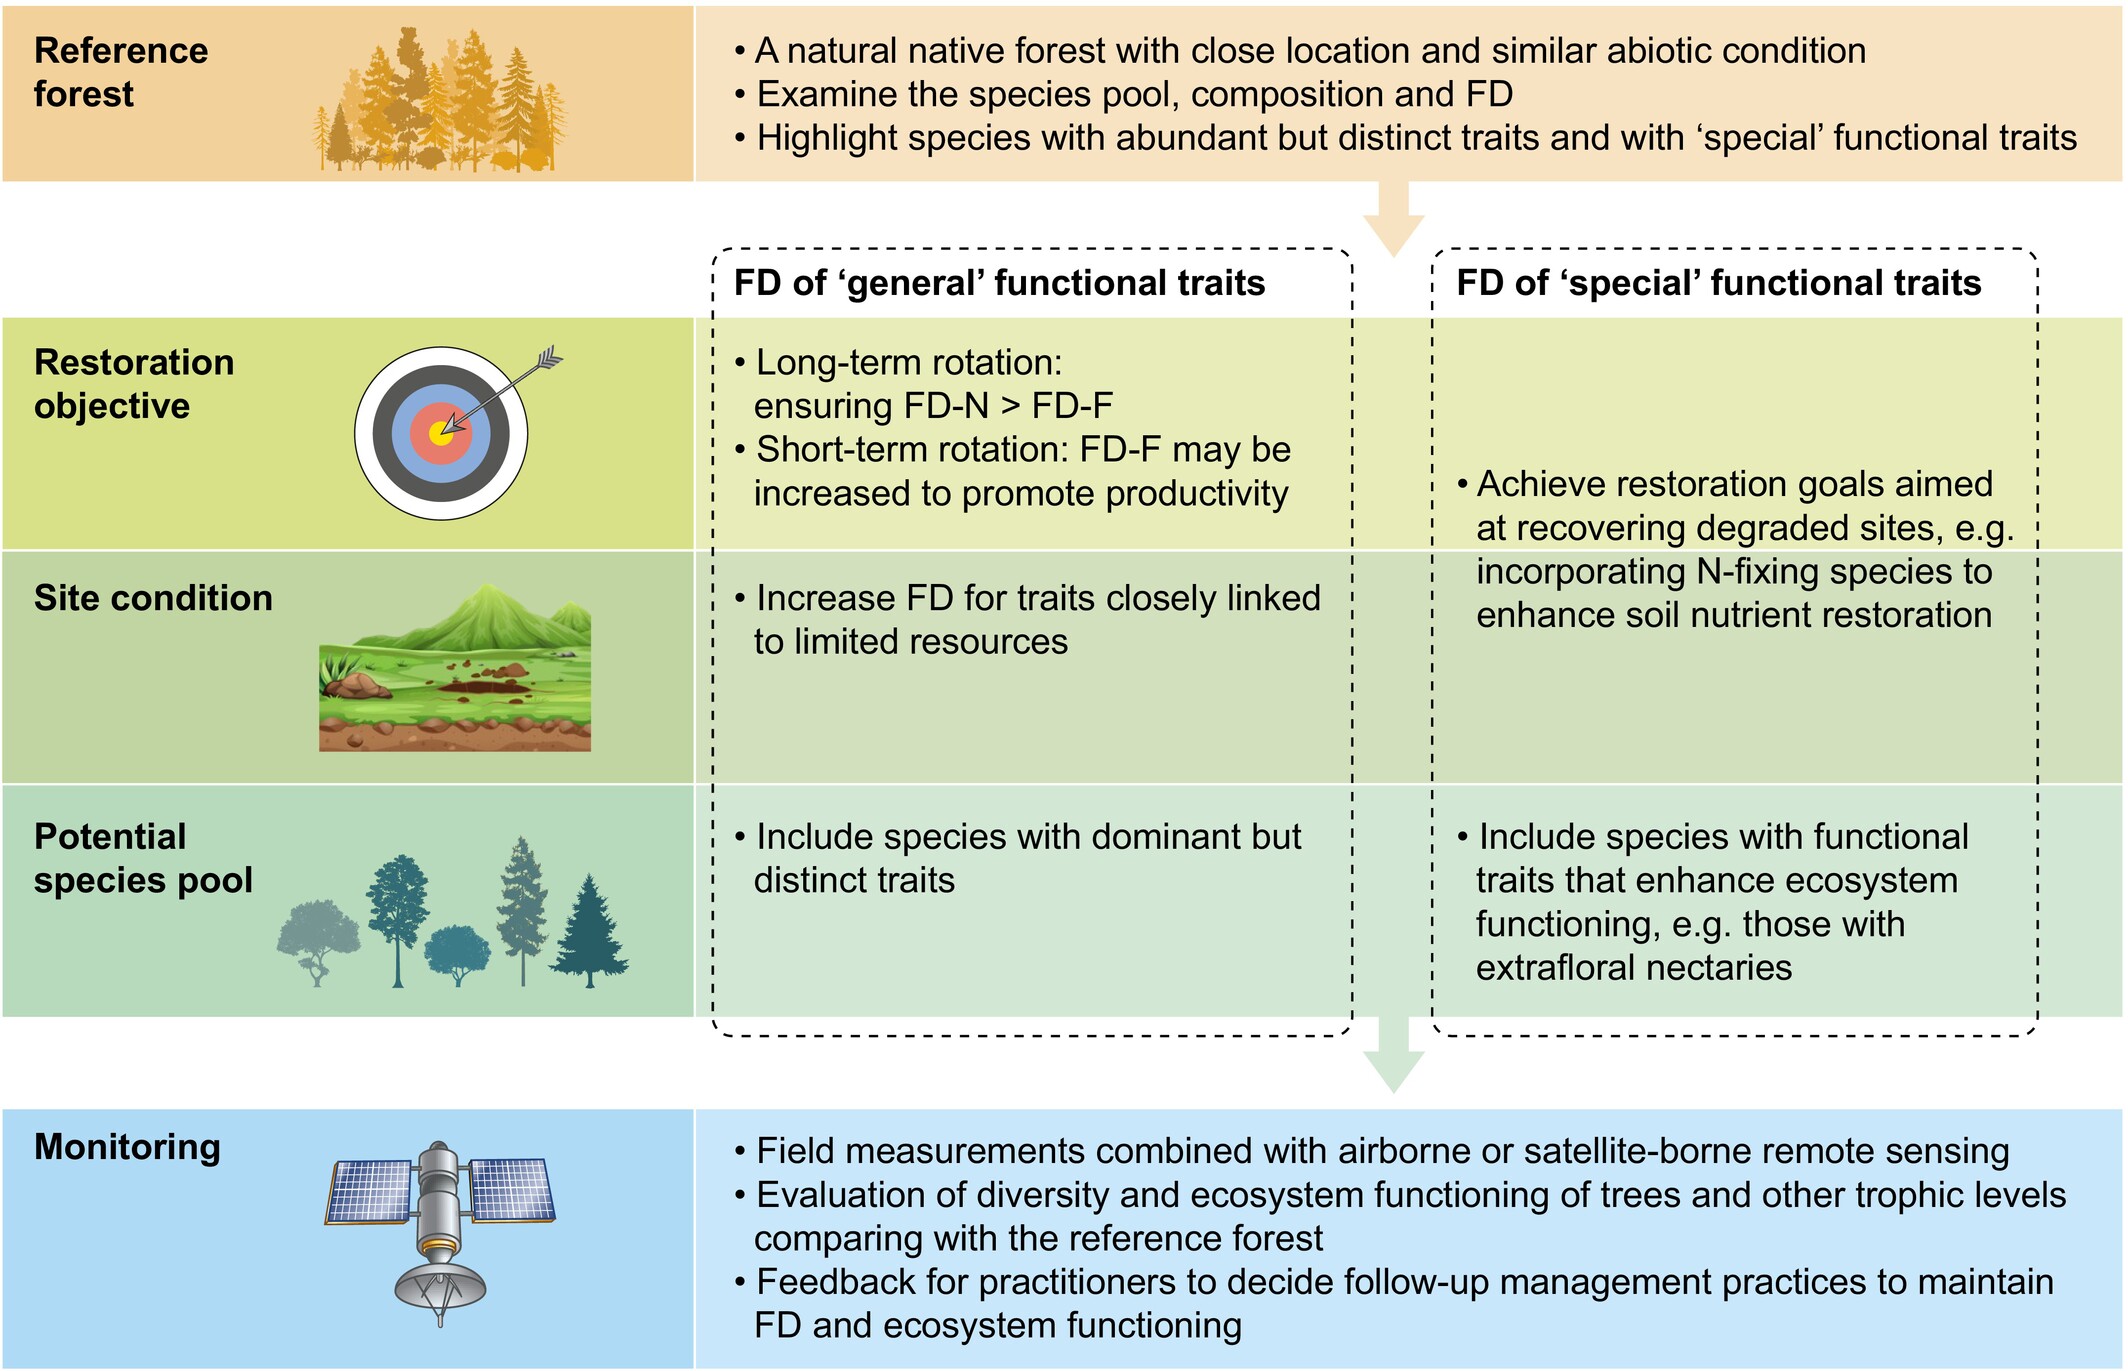 Reference
forest
• A natural native forest with close location and similar abiotic condition
• Examine the species pool, composition and FD
• Highlight species with abundant but distinct traits and with ‘special’ functional traits
FD of ‘general’ functional traits
FD of ‘special’ functional traits
Restoration
objective
• Long-term rotation:
ensuring FD-N > FD-F
• Short-term rotation: FD-F may be
increased to promote productivity
• Achieve restoration goals aimed
at recovering degraded sites, e.g.
incorporating N-fixing species to
enhance soil nutrient restoration
Site condition
• Increase FD for traits closely linked
to limited resources
Potential
species pool
• Include species with dominant but
distinct traits
• Include species with functional
traits that enhance ecosystem
functioning, e.g. those with
extrafloral nectaries
Monitoring
• Field measurements combined with airborne or satellite-borne remote sensing
• Evaluation of diversity and ecosystem functioning of trees and other trophic levels
comparing with the reference forest
• Feedback for practitioners to decide follow-up management practices to maintain
FD and ecosystem functioning